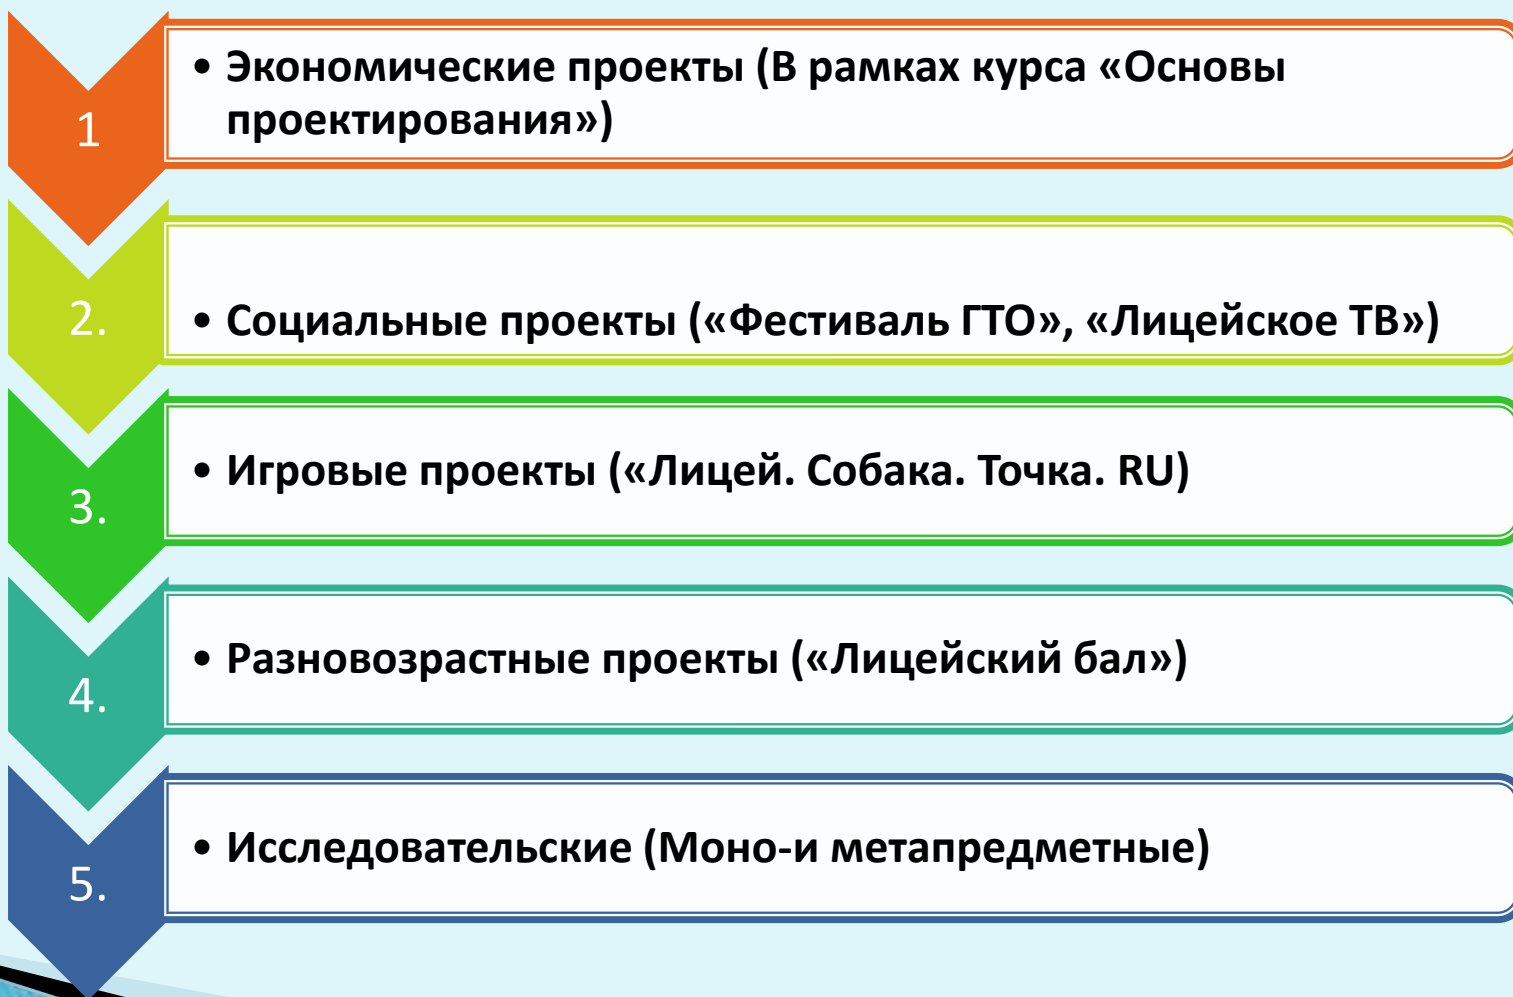 1
• Экономические проекты (В рамках курса «Основы
проектирования»)
2.
• Социальные проекты («Фестиваль ГТО», «Лицейское ТВ»)
3.
• Игровые проекты («Лицей. Собака. Точка. RU)
4.
• Разновозрастные проекты («Лицейский бал»)
5.
• Исследовательские (Моно-и метапредметные)